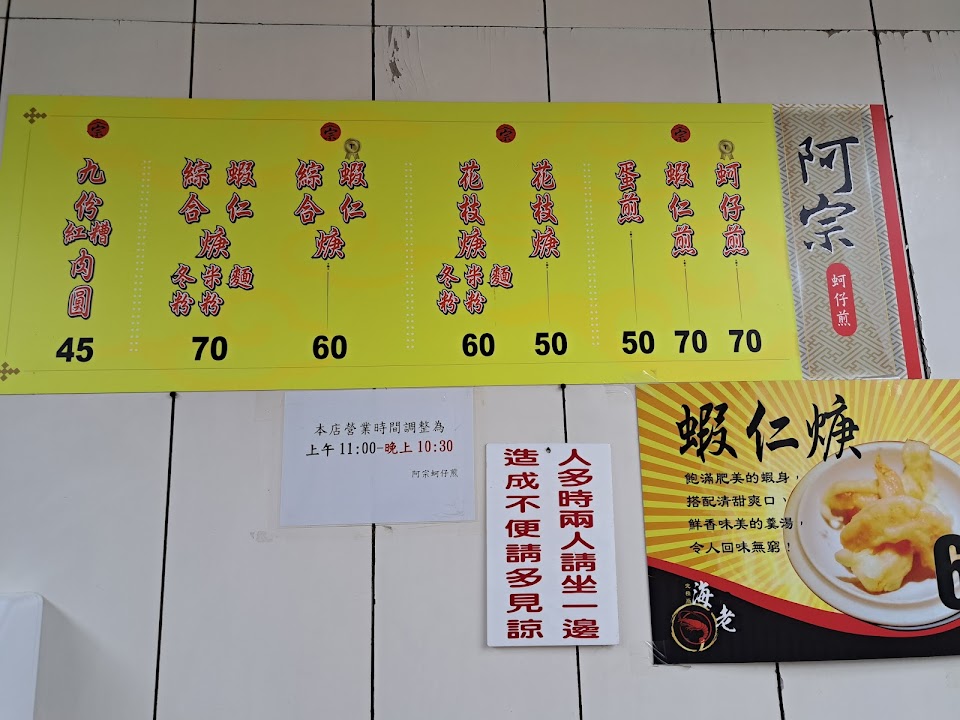 阿宗
蚵仔煎
宗
蚵仔煎 70
蝦仁煎 70
蛋煎 50
宗
花枝焿 50
花枝焿 冬粉 米粉 麵 60
宗
蝦仁 綜合 焿 60
蝦仁 綜合 焿 冬粉 米粉 麵 70
宗
九份紅糟肉圓 45
本店營業時間調整為
上午 11:00-晚上 10:30
阿宗蚵仔煎
人多時兩人請坐一邊
造成不便請多見諒
蝦仁焿
飽滿肥美的蝦身，
搭配清甜爽口、
鮮香味美的羹湯，
令人回味無窮！
海老